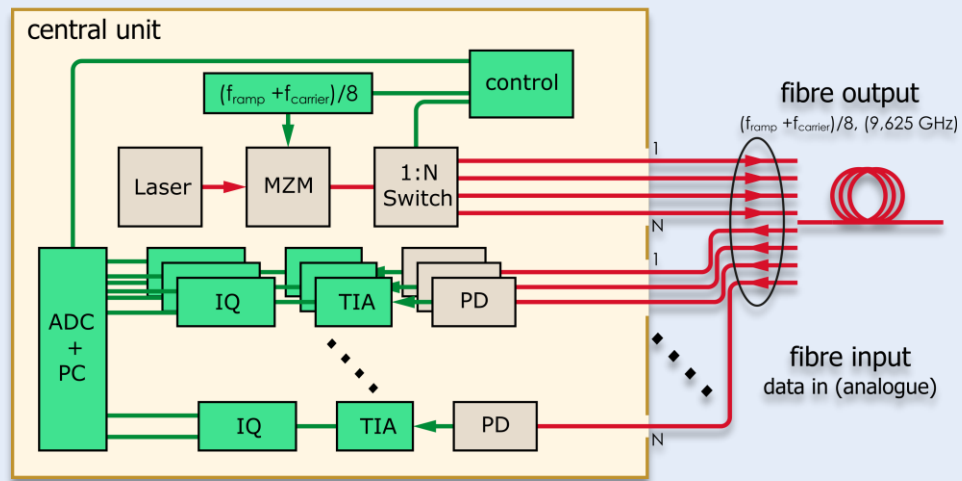 central unit
control
(f_ramp +f_carrier)/8
fibre output
(f_ramp +f_carrier)/8, (9,625 GHz)
Laser
MZM
1:N
Switch
1
N
1
IQ
TIA
PD
ADC
+
PC
fibre input
data in (analogue)
IQ
TIA
PD
N